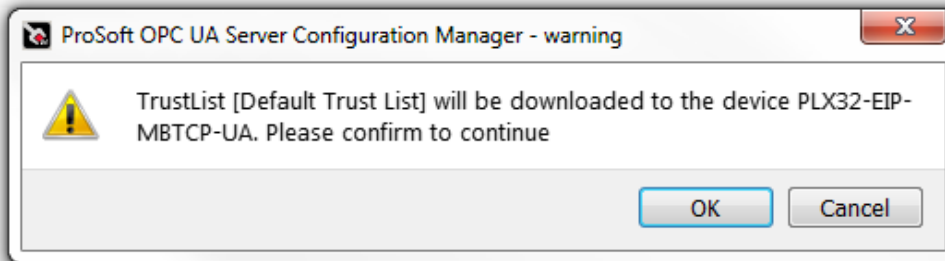 ProSoft OPC UA Server Configuration Manager - warning
TrustList [Default Trust List] will be downloaded to the device PLX32-EIP-
MBTCP-UA. Please confirm to continue
OK Cancel